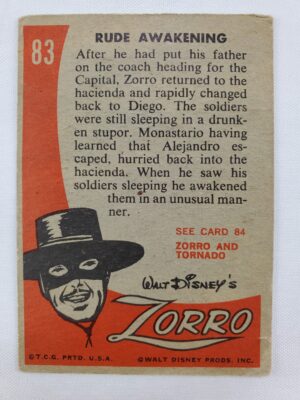 83
RUDE AWAKENING
After he had put his father
on the coach heading for the
Capital, Zorro returned to the
hacienda and rapidly changed
back to Diego. The soldiers
were still sleeping in a drunk-
en stupor. Monastario having
learned that Alejandro es-
caped, hurried back into the
hacienda. When he saw his
soldiers sleeping he awakened
them in an unusual man-
ner.
SEE CARD 84
ZORRO AND
TORNADO
WALT DISNEY'S
ZORRO
©T.C.G. PRTD. U.S.A.
©WALT DISNEY PRODS. INC.